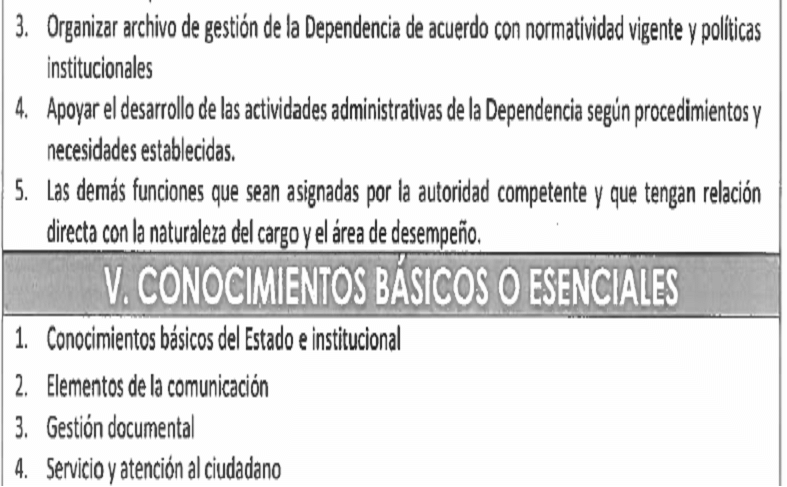 3. Organizar archivo de gestión de la Dependencia de acuerdo con normatividad vigente y políticas
institucionales
4. Apoyar el desarrollo de las actividades administrativas de la Dependencia según procedimientos y
necesidades establecidas.
5. Las demás funciones que sean asignadas por la autoridad competente y que tengan relación
directa con la naturaleza del cargo y el área de desempeño.
V. CONOCIMIENTOS BÁSICOS O ESENCIALES
1. Conocimientos básicos del Estado e institucional
2. Elementos de la comunicación
3. Gestión documental
4. Servicio y atención al ciudadano